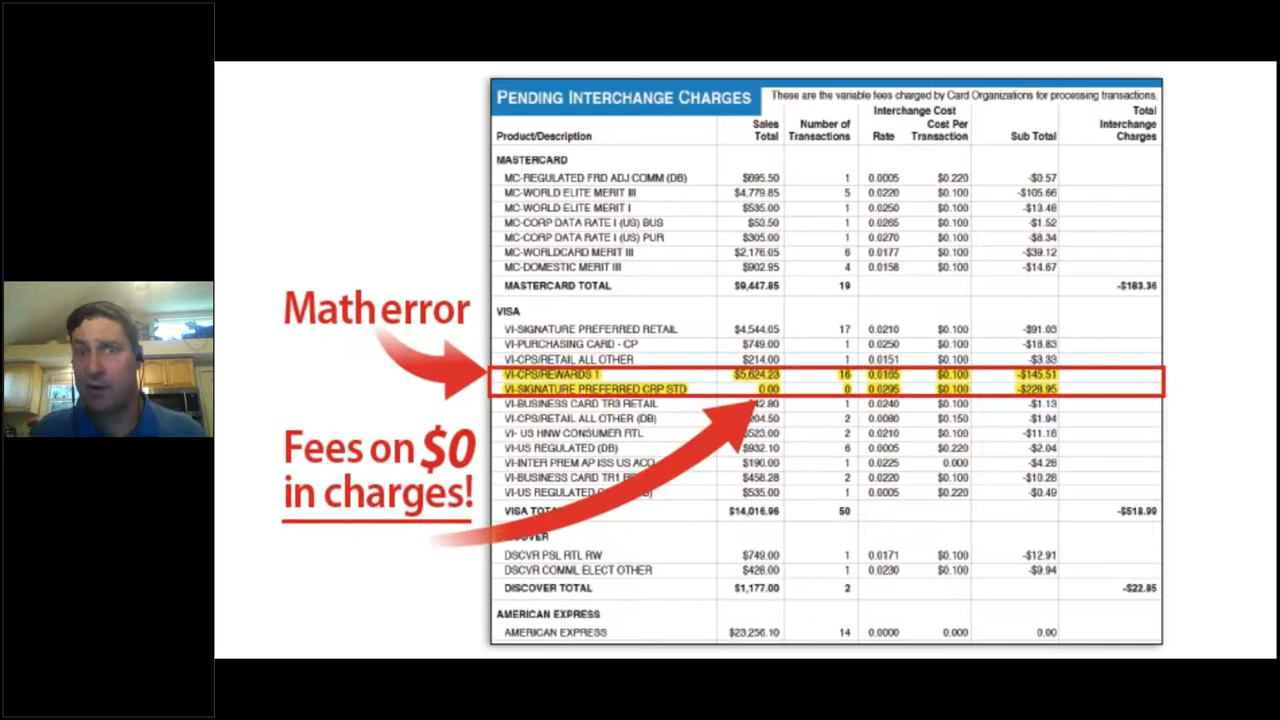 PENDING INTERCHANGE CHARGES These are the variable fees charged by Card Organizations for processing transactions.
Interchange Cost Total
Sales Number of Cost Per Interchange
Product/Description Total Transactions Rate Transaction Sub Total Charges
MASTERCARD
MC-REGULATED FRD ADJ COMM (DB) $695.50 1 0.0005 $0.220 -$0.57
MC-WORLD ELITE MERIT III $4,779.85 5 0.0220 $0.100 -$105.66
MC-WORLD ELITE MERIT I $535.00 1 0.0250 $0.100 -$13.48
MC-CORP DATA RATE I (US) BUS $53.50 1 0.0265 $0.100 -$1.52
MC-CORP DATA RATE I (US) PUR $305.00 1 0.0270 $0.100 -$8.34
MC-WORLDCARD MERIT III $2,176.05 6 0.0177 $0.100 -$39.12
MC-DOMESTIC MERIT III $902.95 4 0.0158 $0.100 -$14.67
MASTERCARD TOTAL $9,447.85 19 -$183.36
Math error
VISA
VI-SIGNATURE PREFERRED RETAIL $4,544.05 17 0.0210 $0.100 -$91.03
VI-PURCHASING CARD - CP $749.00 1 0.0250 $0.100 -$18.83
VI-CPS/RETAIL ALL OTHER $214.00 1 0.0151 $0.100 -$3.33
VI-CPS/REWARDS 1 $5,624.23 16 0.0165 $0.100 -$145.51
VI-SIGNATURE PREFERRED CRP STD 0.00 0 0.0295 $0.100 -$228.95
VI-BUSINESS CARD TR3 RETAIL 1 0.0240 $0.100 -$1.13
VI-CPS/RETAIL ALL OTHER (DB) 2 0.0080 $0.150 -$1.94
VI- US HNW CONSUMER RTL $523.00 2 0.0210 $0.100 -$11.18
VI-US REGULATED (DB) $932.10 6 0.0005 $0.220 -$2.04
VI-INTER PREM AP ISS US ACQ $190.00 1 0.0225 0.000 -$4.28
VI-BUSINESS CARD TR1 $458.28 2 0.0220 $0.100 -$10.28
VI-US REGULATED $535.00 1 0.0005 $0.220 -$0.49
VISA $14,016.96 50 -$518.99
Fees on $0
in charges!
DSCVR PSL RTL RW $749.00 1 0.0171 $0.100 -$12.91
DSCVR COMML ELECT OTHER $428.00 1 0.0230 $0.100 -$9.94
DISCOVER TOTAL $1,177.00 2 -$22.85
AMERICAN EXPRESS
AMERICAN EXPRESS $23,256.10 14 0.0000 0.000 0.00